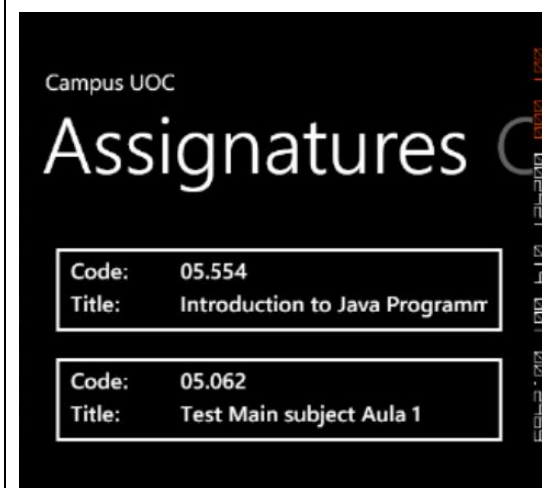 Campus UOC
Assignatures
Code: 05.554
Title: Introduction to Java Programm
Code: 05.062
Title: Test Main subject Aula 1